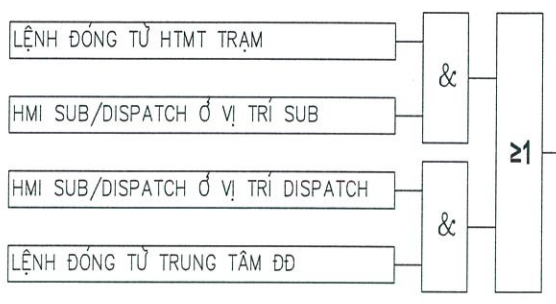 LỆNH ĐÓNG TỪ HTMT TRẠM
&
HMI SUB/DISPATCH Ở VỊ TRÍ SUB
≥1
HMI SUB/DISPATCH Ở VỊ TRÍ DISPATCH
&
LỆNH ĐÓNG TỪ TRUNG TÂM ĐĐ